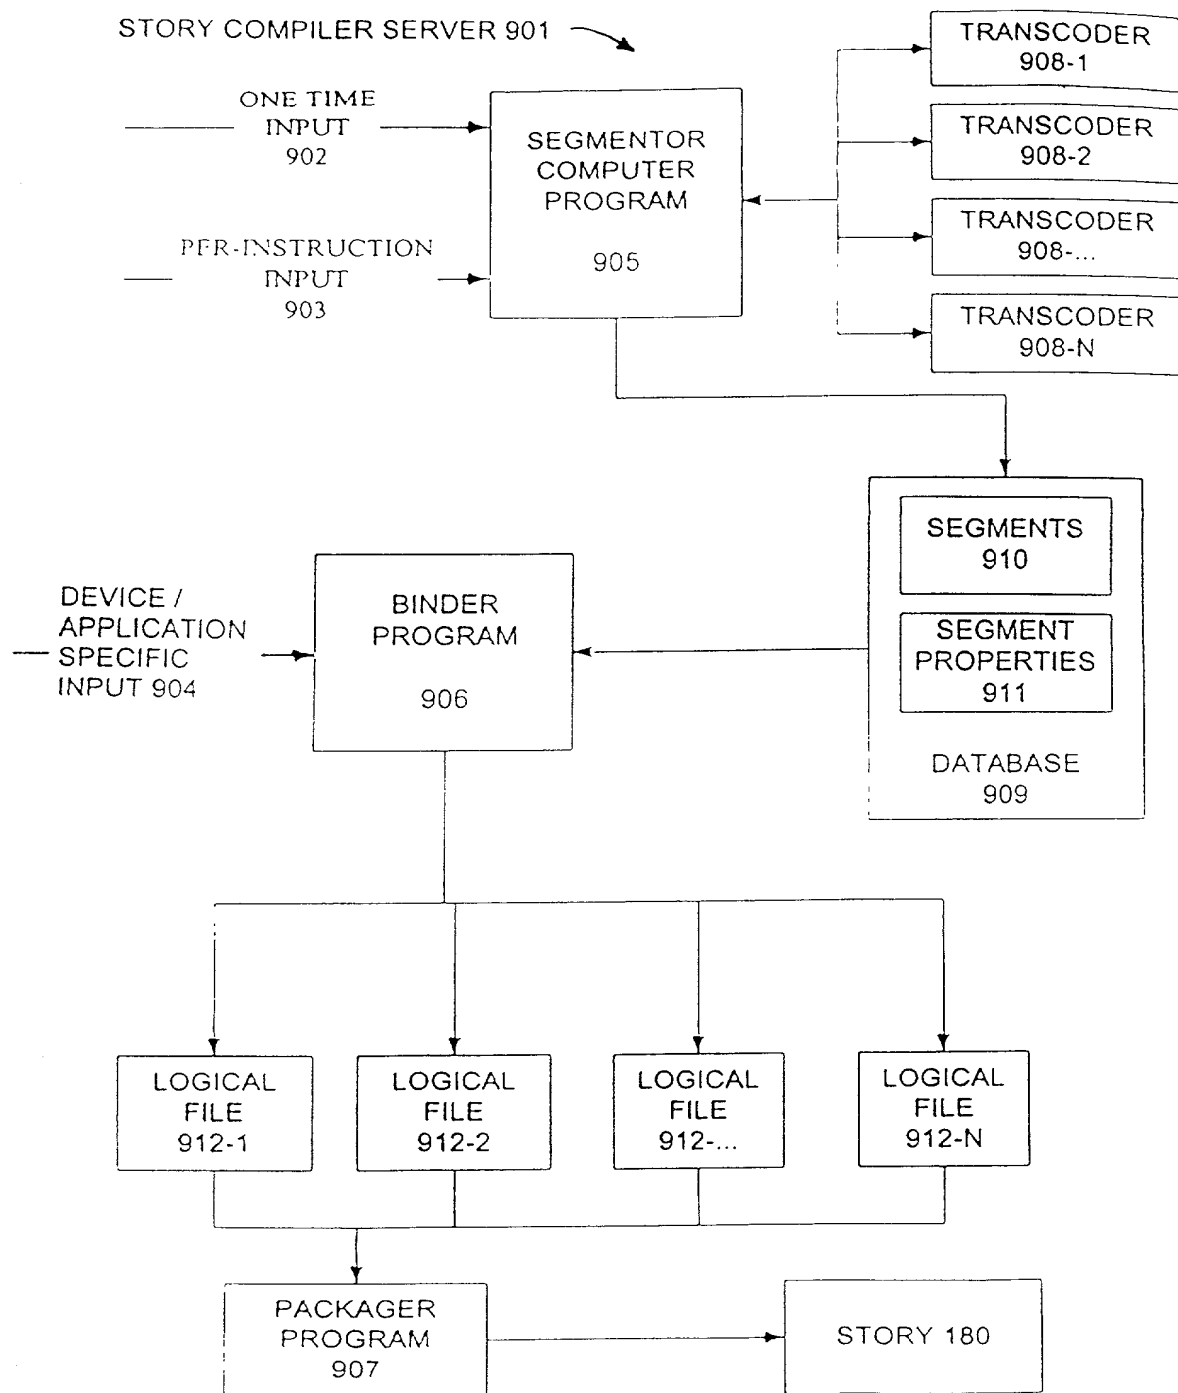 STORY COMPILER SERVER 901
ONE TIME
INPUT
902
PER-INSTRUCTION
INPUT
903
SEGMENTOR
COMPUTER
PROGRAM
905
TRANSCODER
908-1
TRANSCODER
908-2
TRANSCODER
908-...
TRANSCODER
908-N
SEGMENTS
910
SEGMENT
PROPERTIES
911
DATABASE
909
DEVICE /
APPLICATION
SPECIFIC
INPUT 904
BINDER
PROGRAM
906
LOGICAL
FILE
912-1
LOGICAL
FILE
912-2
LOGICAL
FILE
912-...
LOGICAL
FILE
912-N
PACKAGER
PROGRAM
907
STORY 180